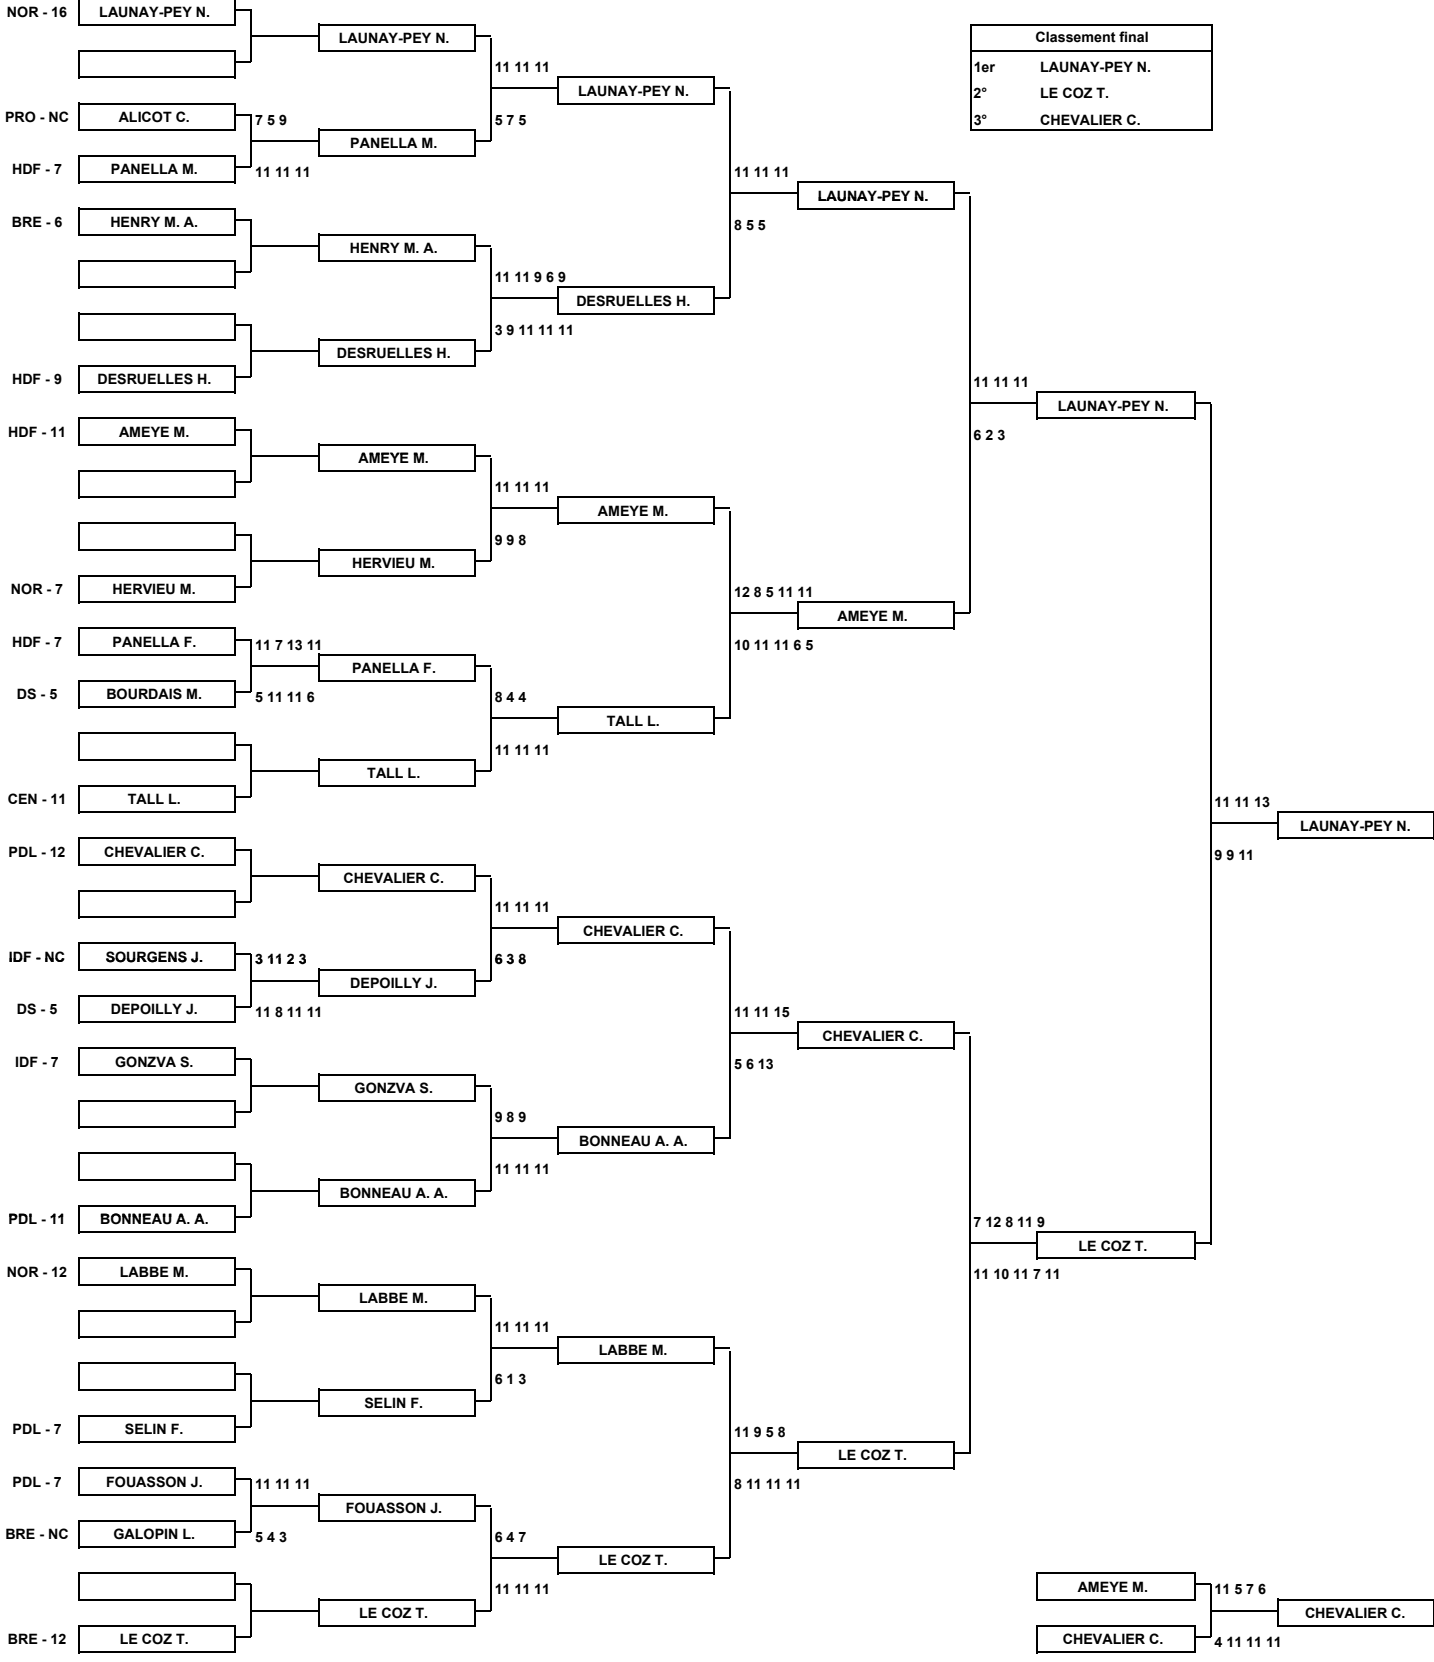 NOR - 16 LAUNAY-PEY N.
LAUNAY-PEY N.
Classement final
11 11 11
1er LAUNAY-PEY N.
LAUNAY-PEY N.
2° LE COZ T.
PRO - NC ALICOT C. 7 5 9
5 7 5
3° CHEVALIER C.
PANELLA M.
HDF - 7 PANELLA M. 11 11 11
11 11 11
LAUNAY-PEY N.
BRE - 6 HENRY M. A.
8 5 5
HENRY M. A.
11 11 9 6 9
DESRUELLES H.
3 9 11 11 11
DESRUELLES H.
HDF - 9 DESRUELLES H.
11 11 11
LAUNAY-PEY N.
HDF - 11 AMEYE M.
6 2 3
AMEYE M.
11 11 11
AMEYE M.
9 9 8
HERVIEU M.
NOR - 7 HERVIEU M.
12 8 5 11 11
AMEYE M.
HDF - 7 PANELLA F. 11 7 13 11
10 11 11 6 5
PANELLA F.
DS - 5 BOURDAIS M. 5 11 11 6
8 4 4
TALL L.
11 11 11
TALL L.
CEN - 11 TALL L.
11 11 13
LAUNAY-PEY N.
PDL - 12 CHEVALIER C.
9 9 11
CHEVALIER C.
11 11 11
CHEVALIER C.
IDF - NC SOURGENS J. 3 11 2 3
6 3 8
DEPOILLY J.
DS - 5 DEPOILLY J. 11 8 11 11
11 11 15
CHEVALIER C.
IDF - 7 GONZVA S.
5 6 13
GONZVA S.
9 8 9
BONNEAU A. A.
11 11 11
BONNEAU A. A.
PDL - 11 BONNEAU A. A.
7 12 8 11 9
LE COZ T.
NOR - 12 LABBE M.
11 10 11 7 11
LABBE M.
11 11 11
LABBE M.
6 1 3
SELIN F.
PDL - 7 SELIN F.
11 9 5 8
LE COZ T.
PDL - 7 FOUASSON J. 11 11 11
8 11 11 11
FOUASSON J.
BRE - NC GALOPIN L. 5 4 3
6 4 7
LE COZ T.
11 11 11
AMEYE M. 11 5 7 6
LE COZ T.
CHEVALIER C.
BRE - 12 LE COZ T.
CHEVALIER C. 4 11 11 11